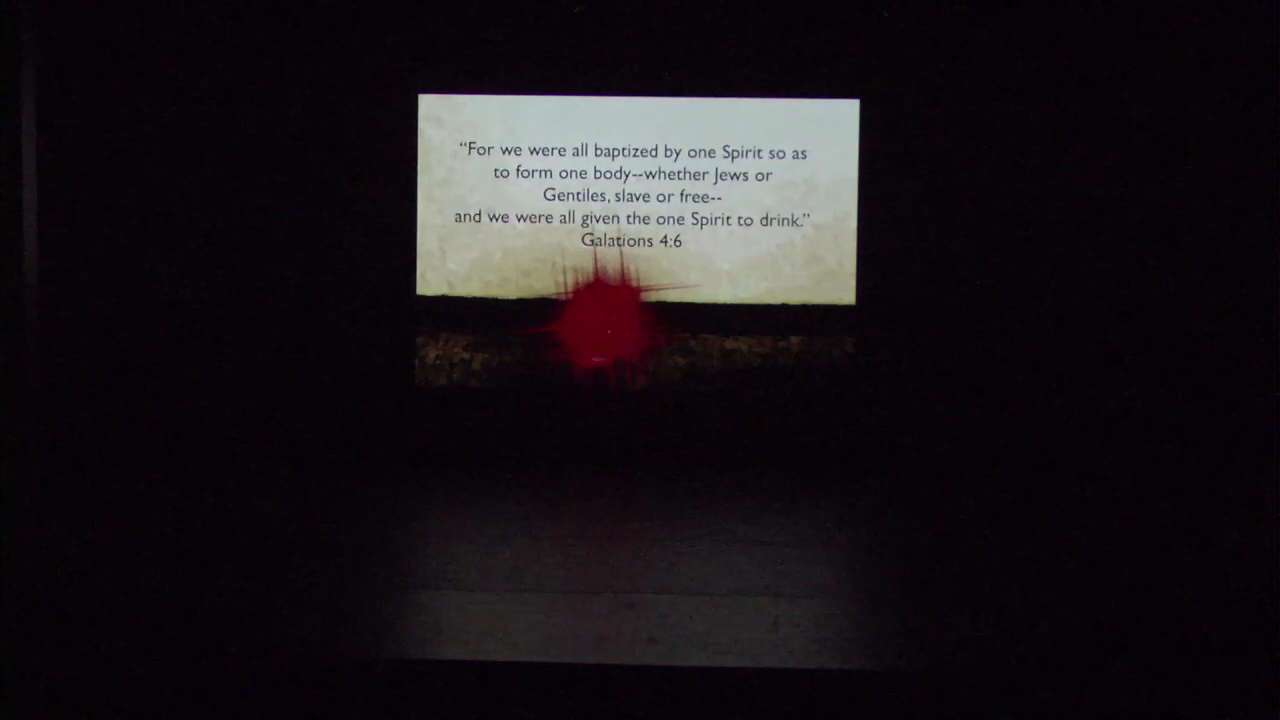 “For we were all baptized by one Spirit so as
to form one body--whether Jews or
Gentiles, slave or free--
and we were all given the one Spirit to drink.”
Galations 4:6